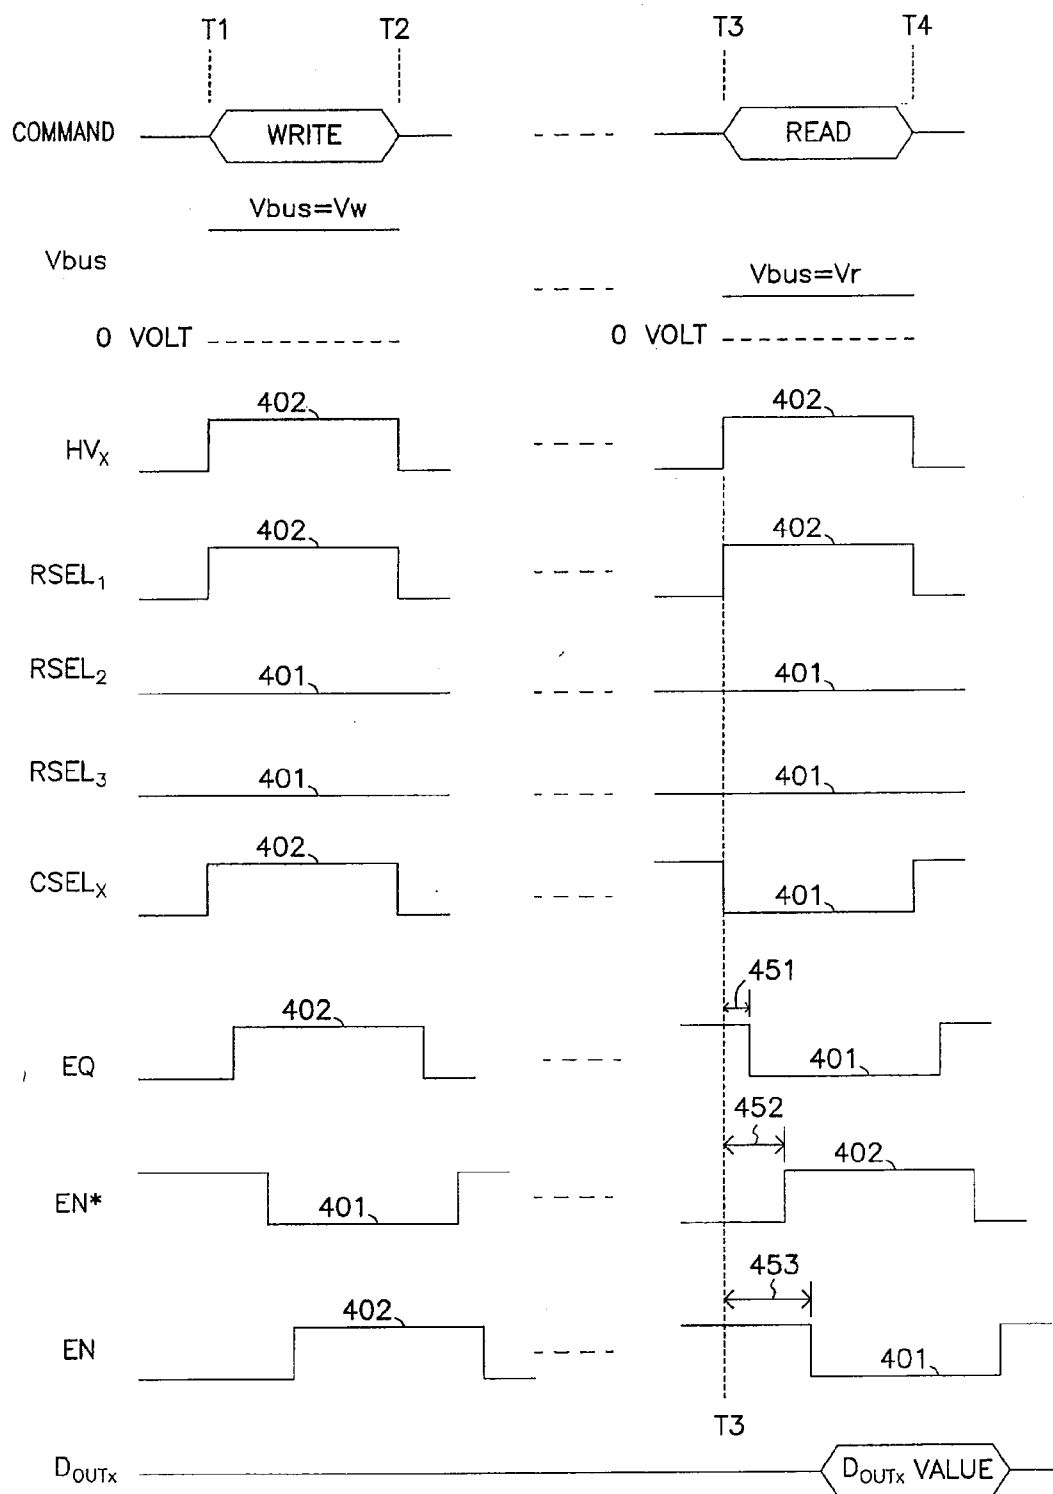 T1 T2 T3 T4
COMMAND WRITE READ
Vbus=Vw
Vbus
Vbus=Vr
0 VOLT 0 VOLT
402 402
HVX
402 402
RSEL1
RSEL2 401 401
RSEL3 401 401
402
CSELX 401
451
402
EQ 401
452
402
EN* 401
453
402
EN 401
T3
DOUTx DOUTx VALUE